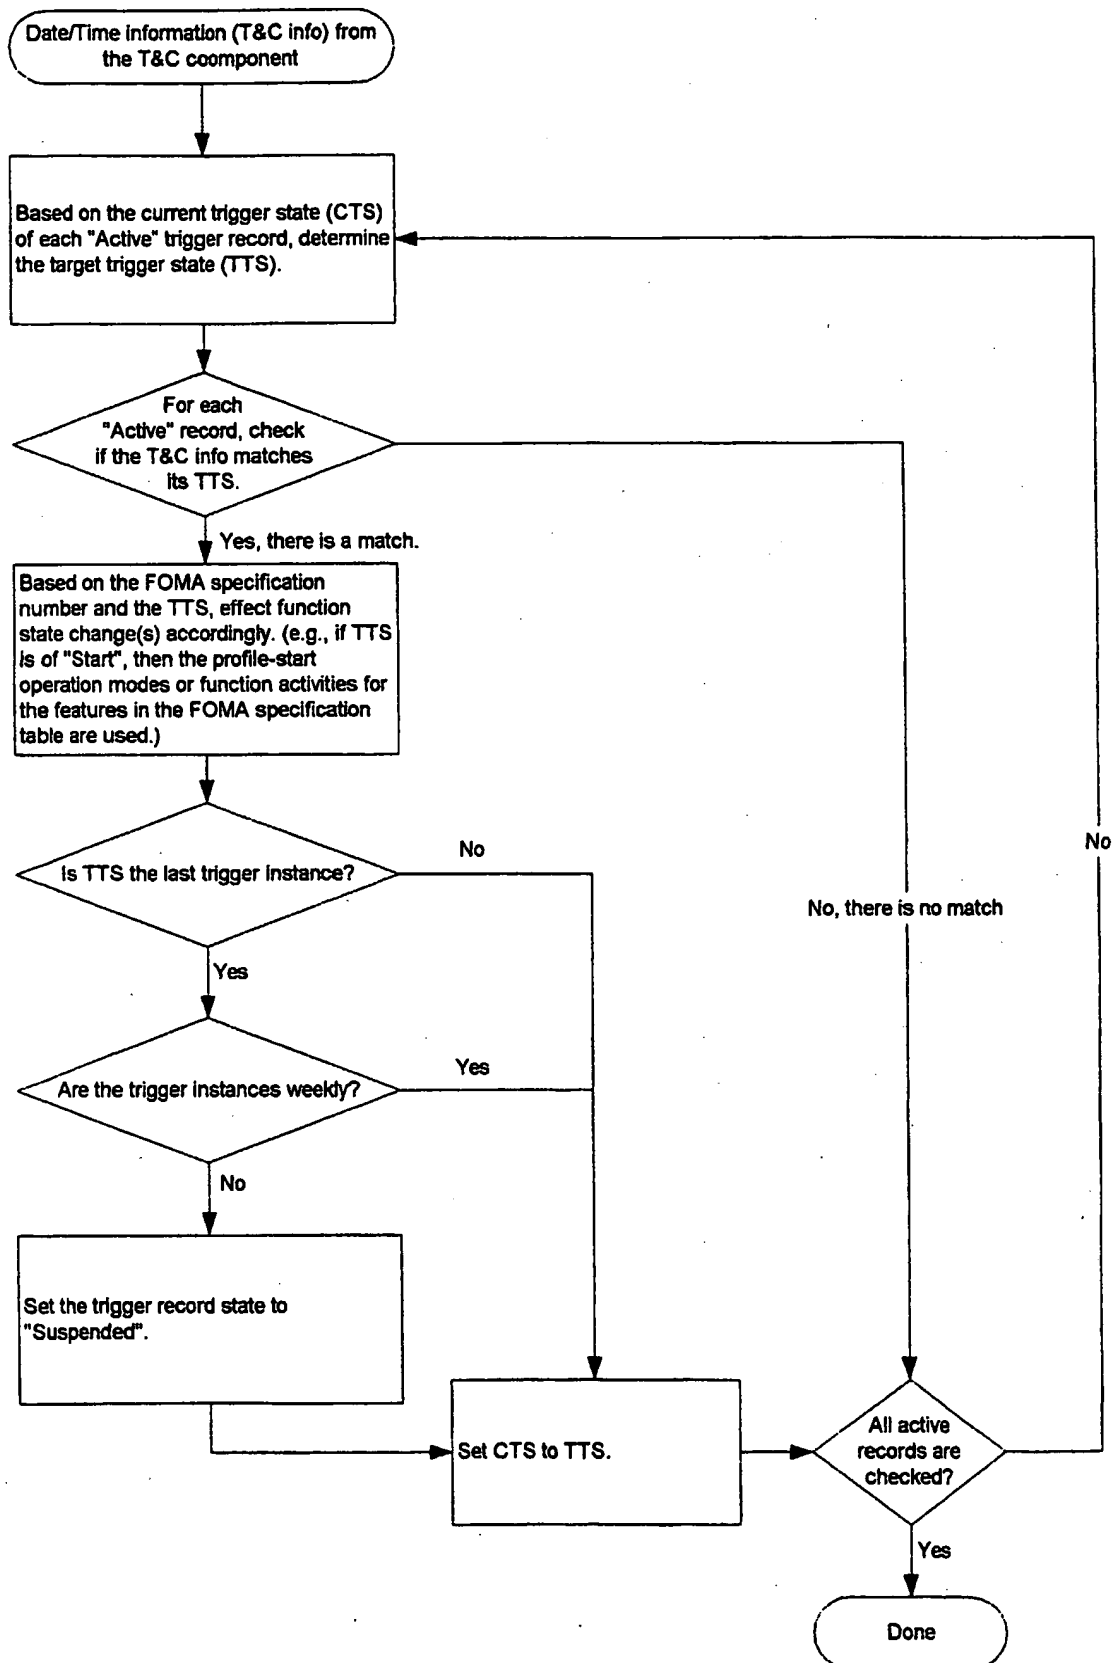 Date/Time information (T&C info) from
the T&C coomponent
Based on the current trigger state (CTS)
of each "Active" trigger record, determine
the target trigger state (TTS).
For each
"Active" record, check
if the T&C info matches
its TTS.
Yes, there is a match.
Based on the FOMA specification
number and the TTS, effect function
state change(s) accordingly. (e.g., if TTS
is of "Start", then the profile-start
operation modes or function activities for
the features in the FOMA specification
table are used.)
No
Is TTS the last trigger instance?
No
No, there is no match
Yes
Yes
Are the trigger instances weekly?
No
Set the trigger record state to
"Suspended".
Set CTS to TTS.
All active
records are
checked?
Yes
Done